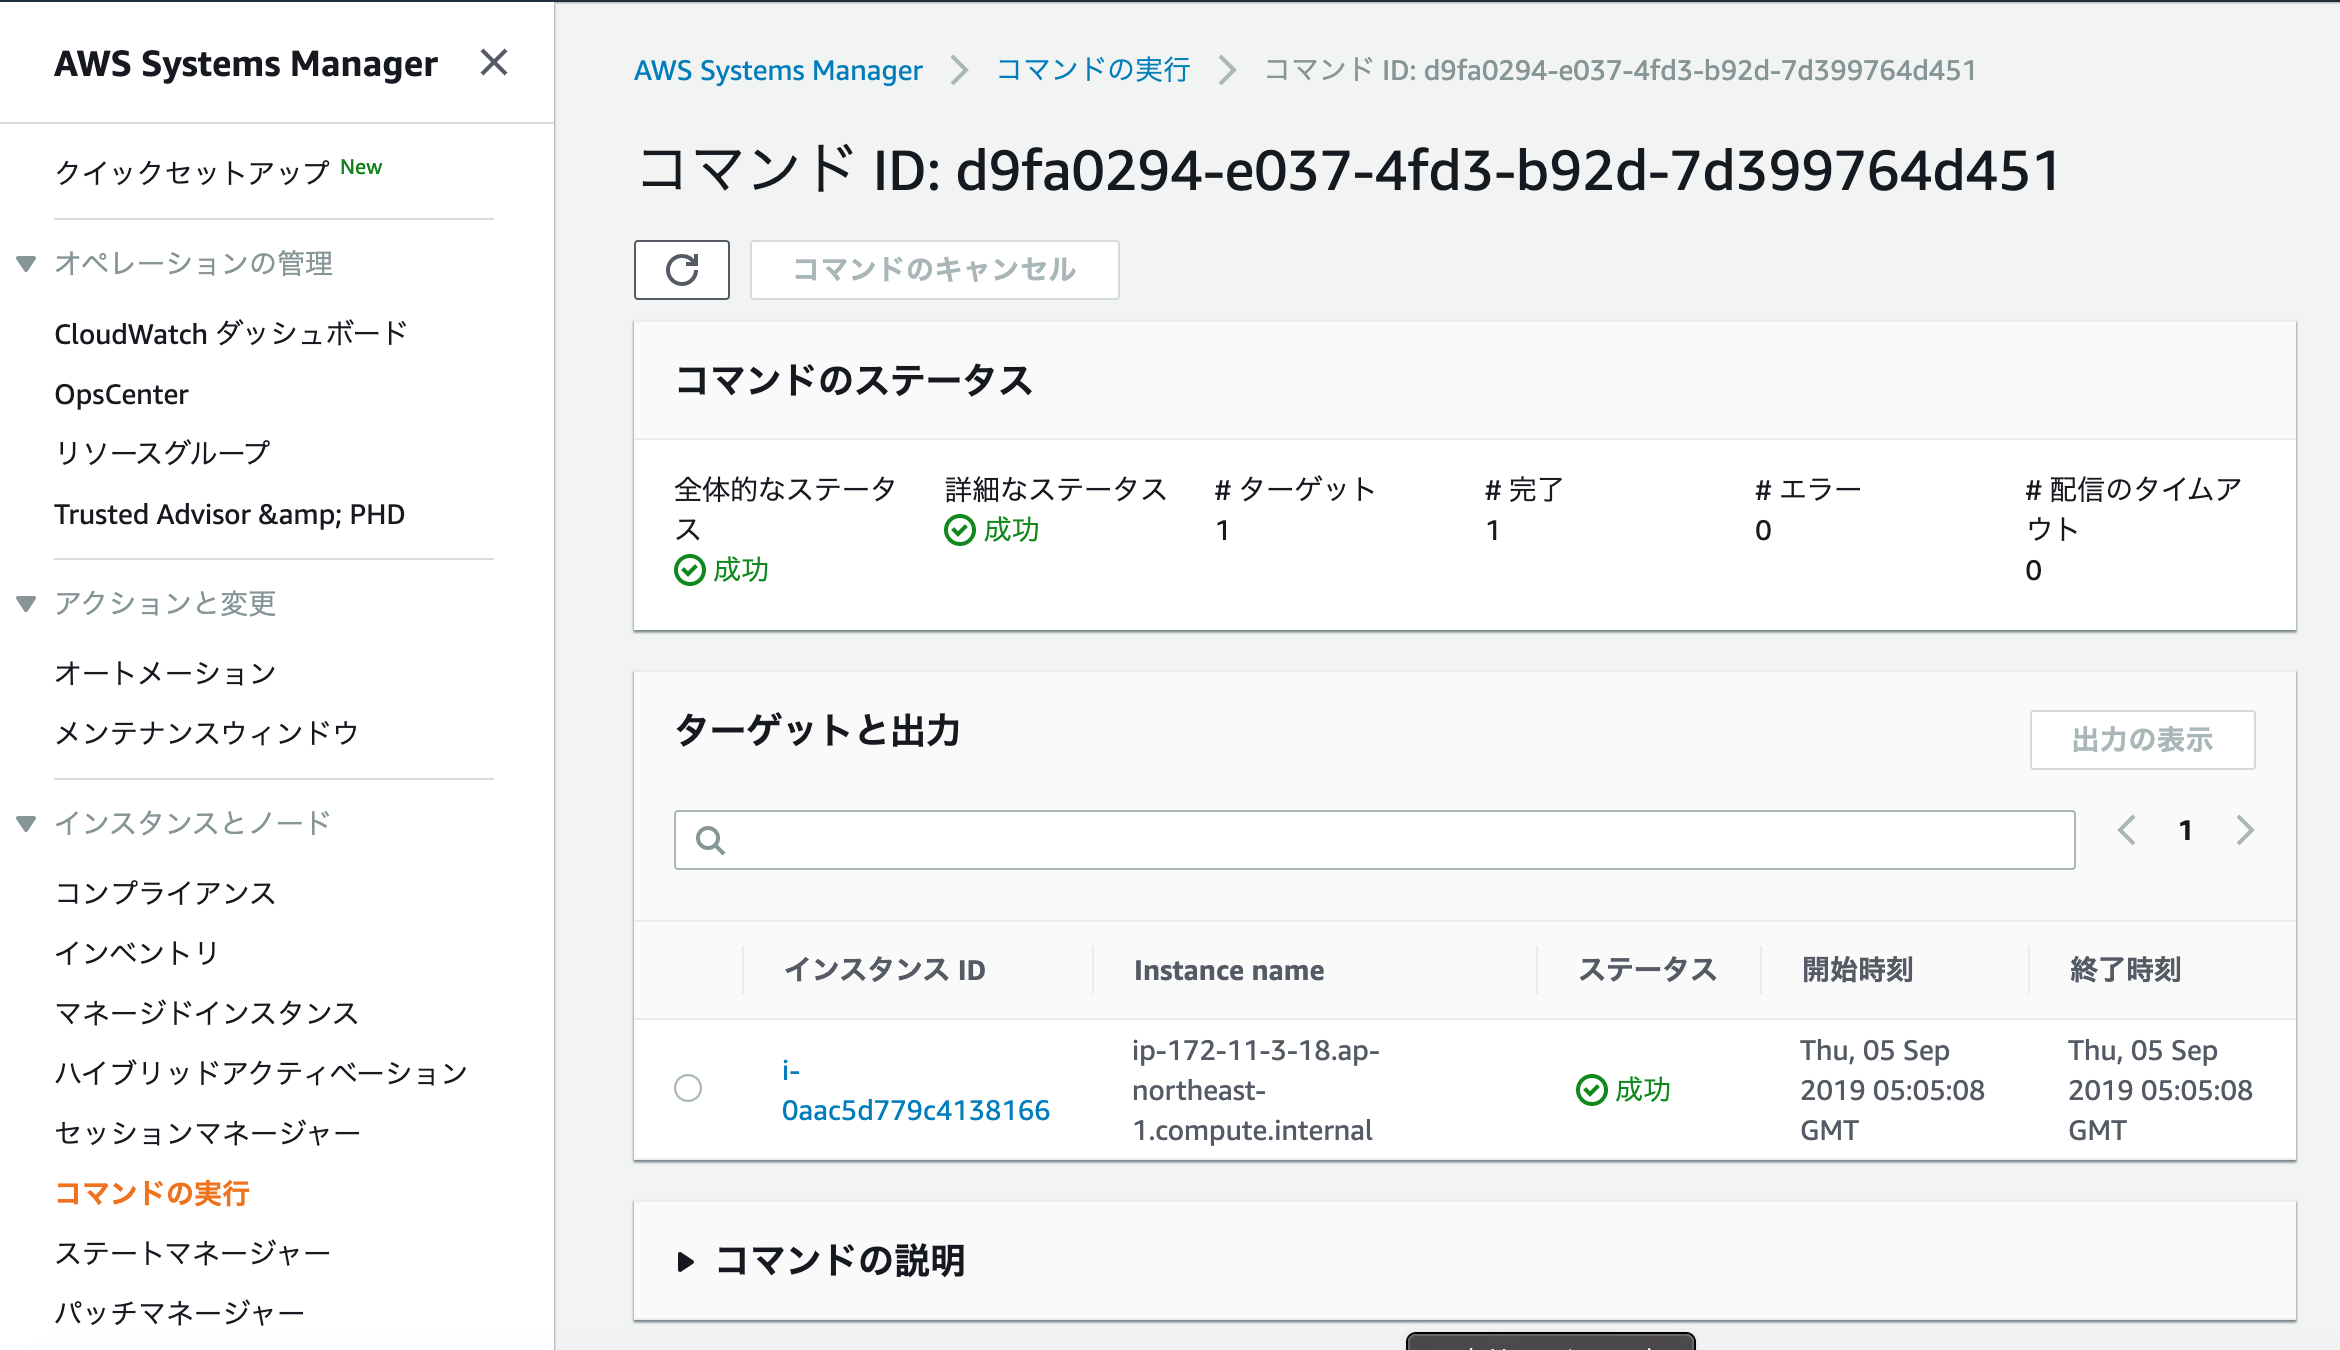 AWS Systems Manager
クイックセットアップ New
オペレーションの管理
CloudWatch ダッシュボード
OpsCenter
リソースグループ
Trusted Advisor &amp; PHD
アクションと変更
オートメーション
メンテナンスウィンドウ
インスタンスとノード
コンプライアンス
インベントリ
マネージドインスタンス
ハイブリッドアクティベーション
セッションマネージャー
コマンドの実行
ステートマネージャー
パッチマネージャー
AWS Systems Manager コマンドの実行 コマンド ID: d9fa0294-e037-4fd3-b92d-7d399764d451
コマンド ID: d9fa0294-e037-4fd3-b92d-7d399764d451
コマンドのキャンセル
コマンドのステータス
全体的なステータ
ス
成功
詳細なステータス
成功
# ターゲット
1
# 完了
1
# エラー
0
# 配信のタイムア
ウト
0
ターゲットと出力
出力の表示
1
インスタンス ID Instance name ステータス 開始時刻 終了時刻
i-
0aac5d779c4138166
ip-172-11-3-18.ap-
northeast-
1.compute.internal
成功
Thu, 05 Sep
2019 05:05:08
GMT
Thu, 05 Sep
2019 05:05:08
GMT
コマンドの説明